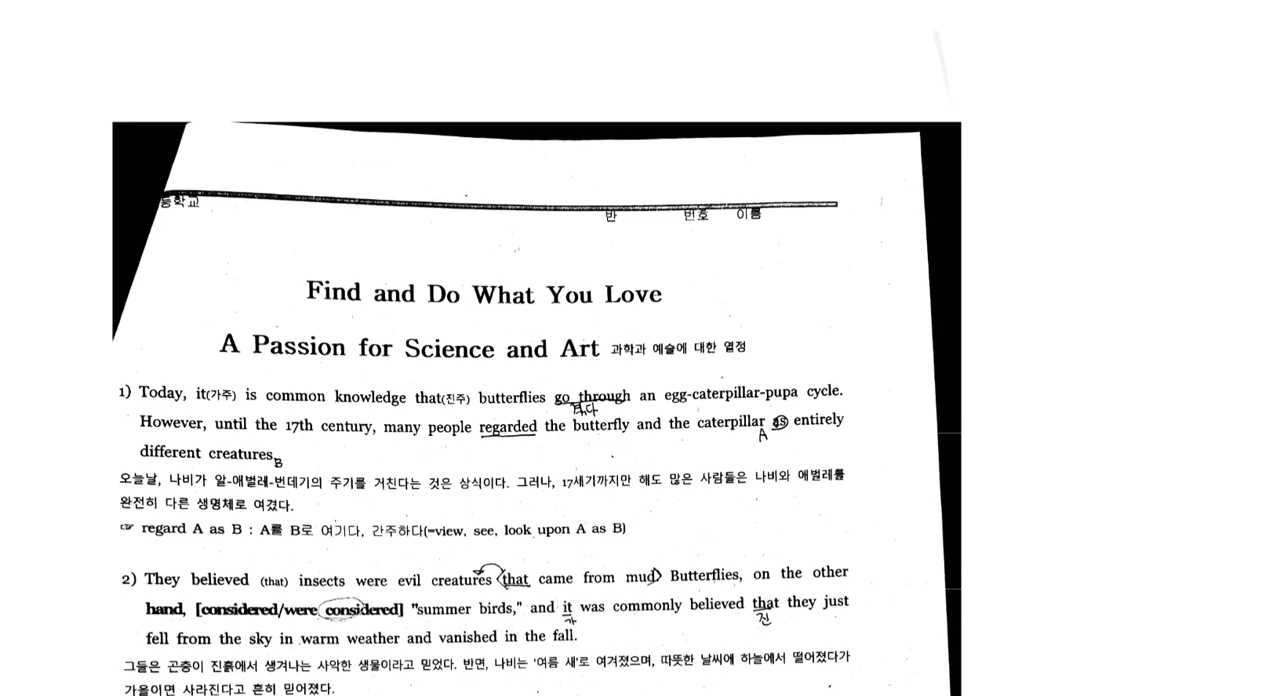 등학교
반 번호 이름
Find and Do What You Love
A Passion for Science and Art 과학과 예술에 대한 열정
1) Today, it(가주) is common knowledge that(진주) butterflies go through an egg-caterpillar-pupa cycle.
However, until the 17th century, many people regarded the butterfly and the caterpillar as entirely
A
different creatures.
B
오늘날, 나비가 알-애벌레-번데기의 주기를 거친다는 것은 상식이다. 그러나, 17세기까지만 해도 많은 사람들은 나비와 애벌레를
완전히 다른 생명체로 여겼다.
☞ regard A as B : A를 B로 여기다, 간주하다(=view, see, look upon A as B)
2) They believed (that) insects were evil creatures that came from mud. Butterflies, on the other
hand, [considered/were considered] "summer birds," and it was commonly believed that they just
가 진
fell from the sky in warm weather and vanished in the fall.
그들은 곤충이 진흙에서 생겨나는 사악한 생물이라고 믿었다. 반면, 나비는 '여름 새'로 여겨졌으며, 따뜻한 날씨에 하늘에서 떨어졌다가
가을이면 사라진다고 흔히 믿어졌다.